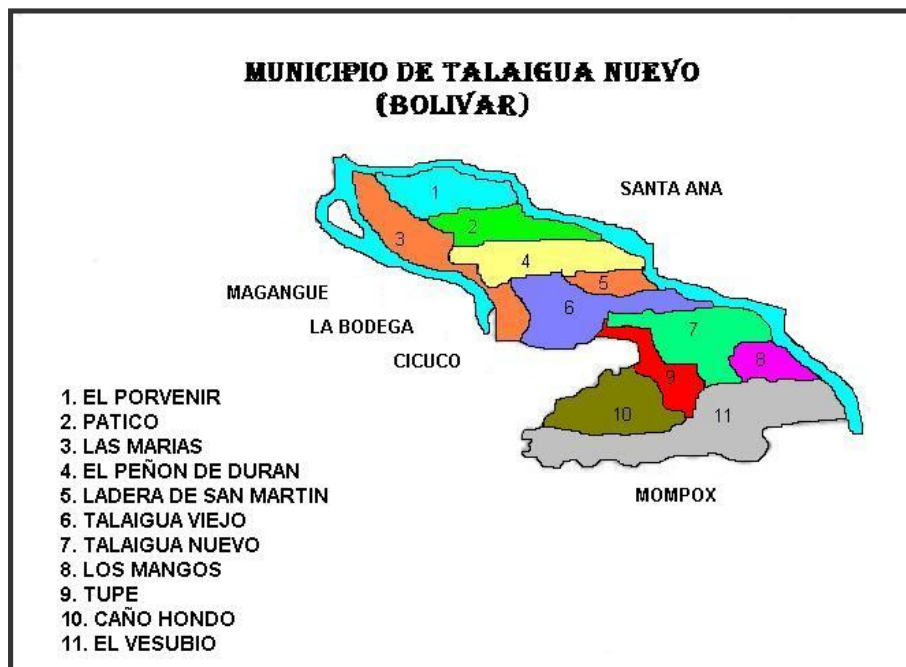 MUNICIPIO DE TALAIGUA NUEVO
(BOLIVAR)
SANTA ANA
1
2
3
4
5
6
7
8
9
10
11
MAGANGUE
LA BODEGA
CICUCO
MOMPOX
1. EL PORVENIR
2. PATICO
3. LAS MARIAS
4. EL PEÑON DE DURAN
5. LADERA DE SAN MARTIN
6. TALAIGUA VIEJO
7. TALAIGUA NUEVO
8. LOS MANGOS
9. TUPE
10. CAÑO HONDO
11. EL VESUBIO